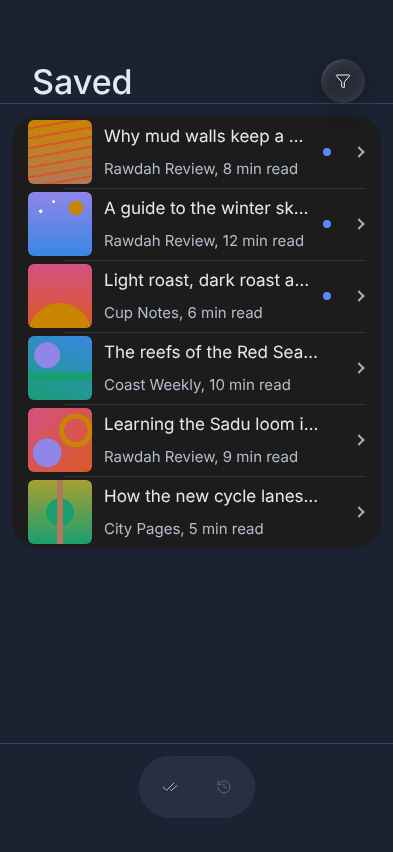 Saved
Why mud walls keep a ...
Rawdah Review, 8 min read
A guide to the winter sk...
Rawdah Review, 12 min read
Light roast, dark roast a...
Cup Notes, 6 min read
The reefs of the Red Sea...
Coast Weekly, 10 min read
Learning the Sadu loom i...
Rawdah Review, 9 min read
How the new cycle lanes...
City Pages, 5 min read